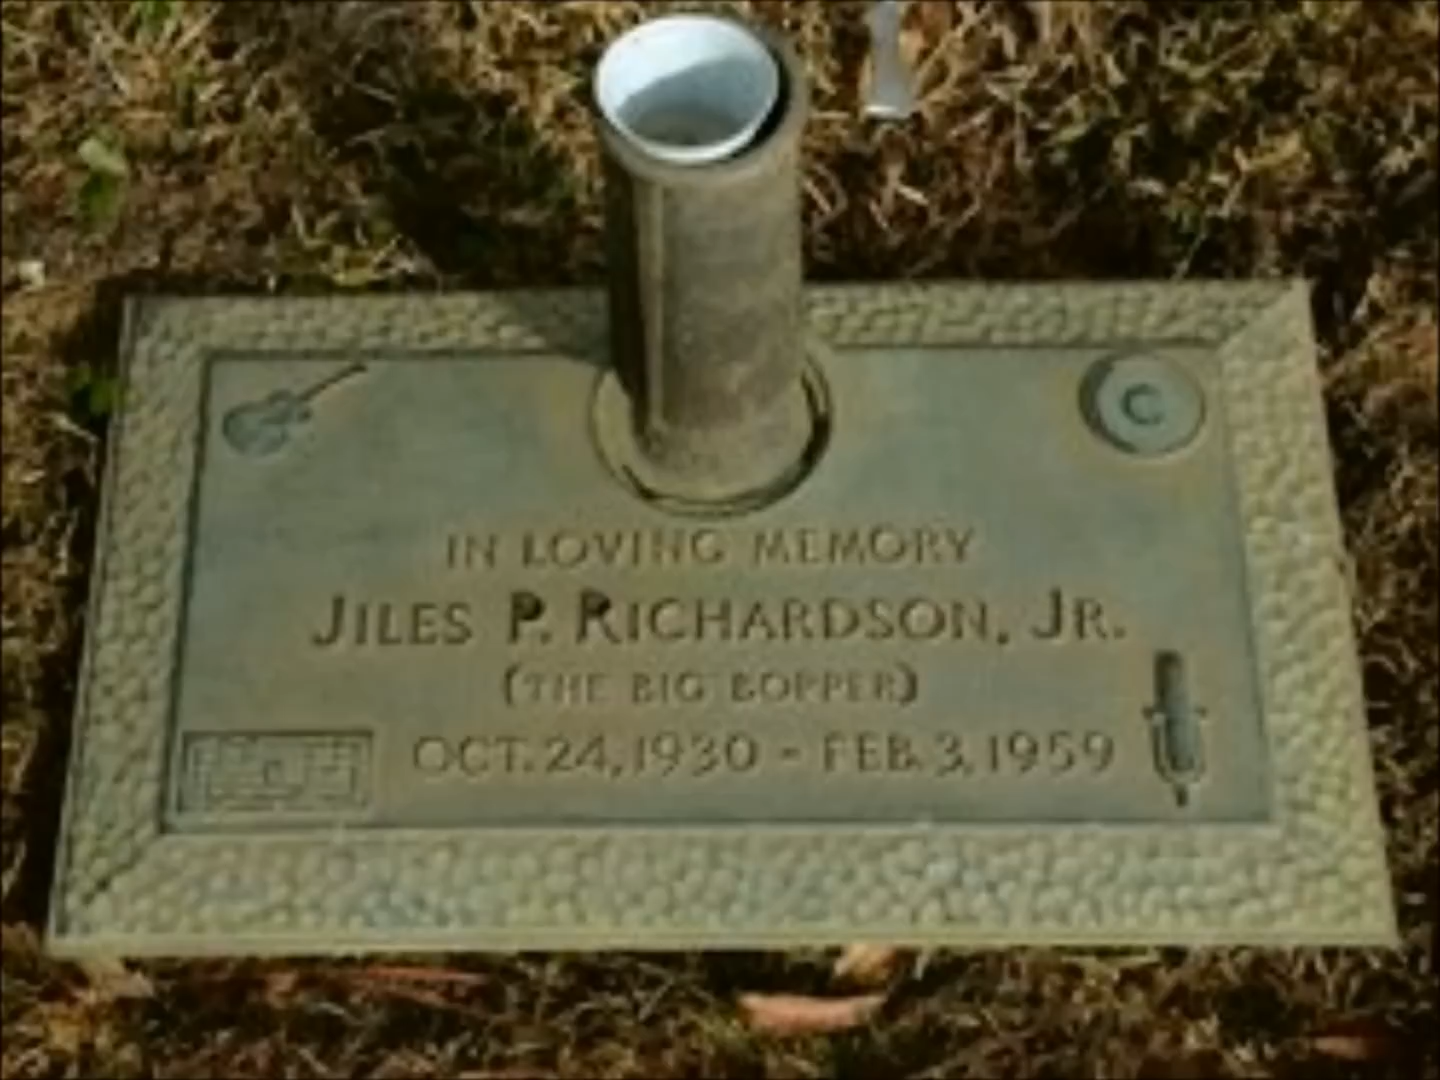 IN LOVING MEMORY
JILES P. RICHARDSON, JR.
(THE BIG BOPPER)
OCT. 24, 1930 - FEB. 3, 1959